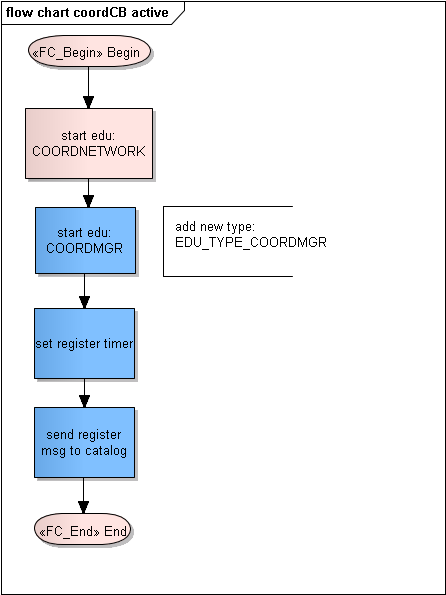 flow chart coordCB active
«FC_Begin» Begin
start edu:
COORDNETWORK
start edu:
COORDMGR
add new type:
EDU_TYPE_COORDMGR
set register timer
send register
msg to catalog
«FC_End» End